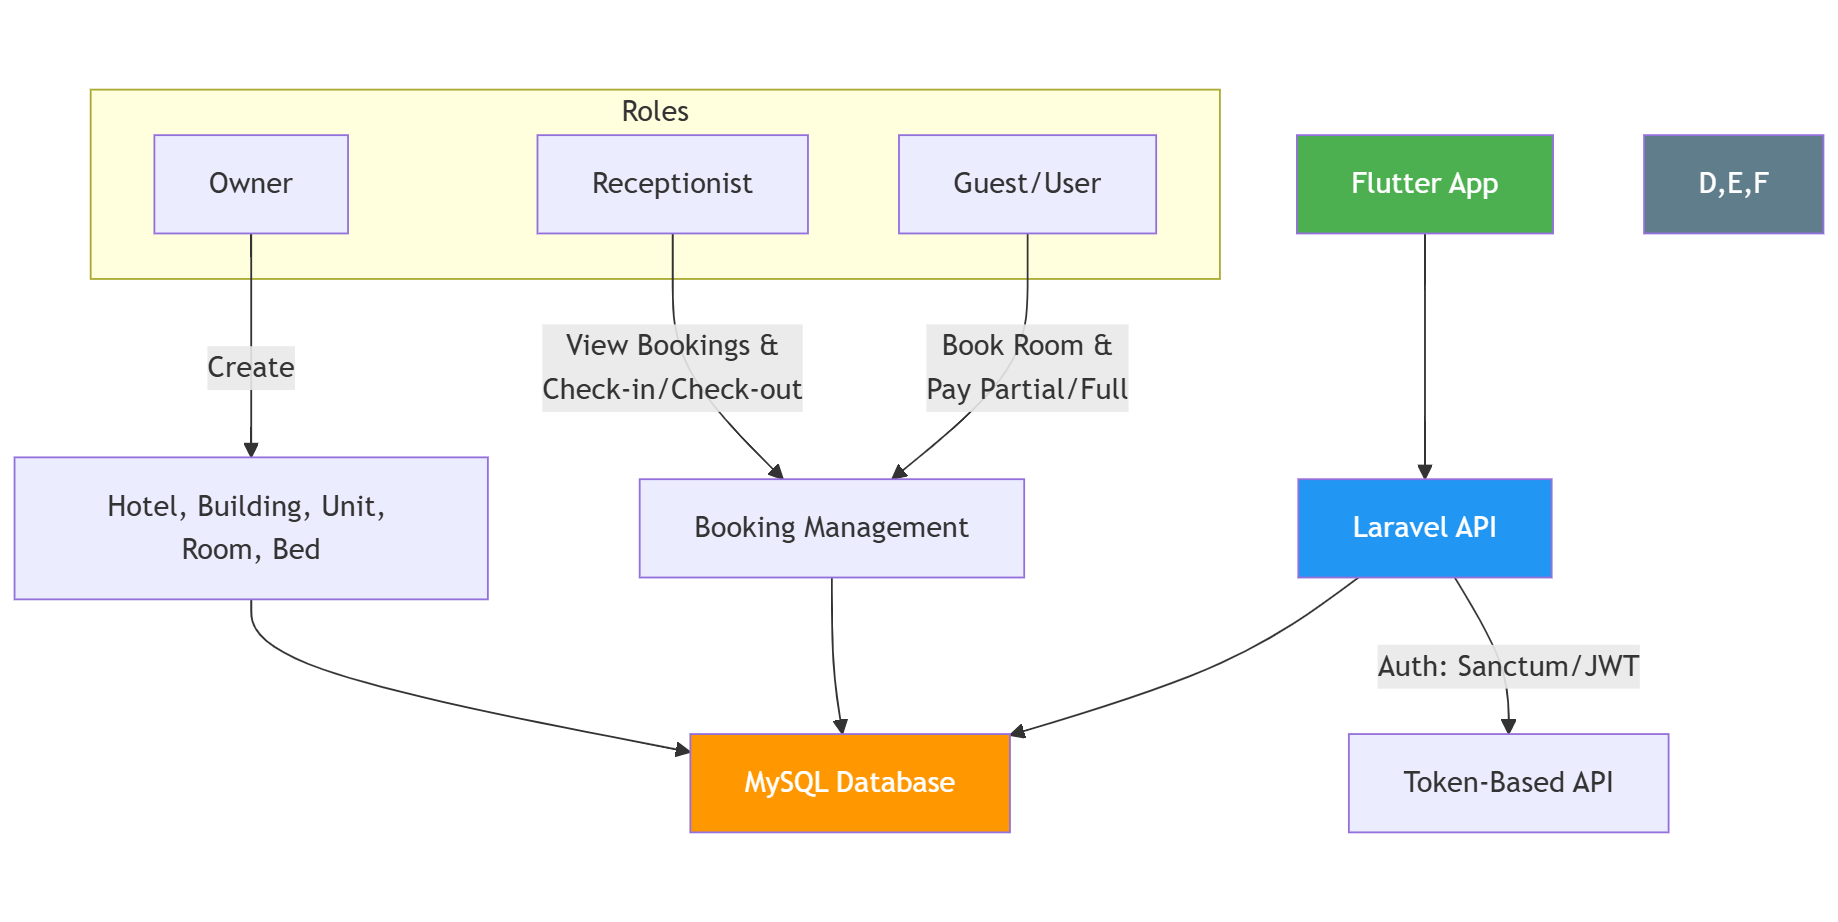 Roles
Owner
Receptionist
Guest/User
Flutter App
D,E,F
Create
View Bookings &
Check-in/Check-out
Book Room &
Pay Partial/Full
Hotel, Building, Unit,
Room, Bed
Booking Management
Laravel API
Auth: Sanctum/JWT
MySQL Database
Token-Based API